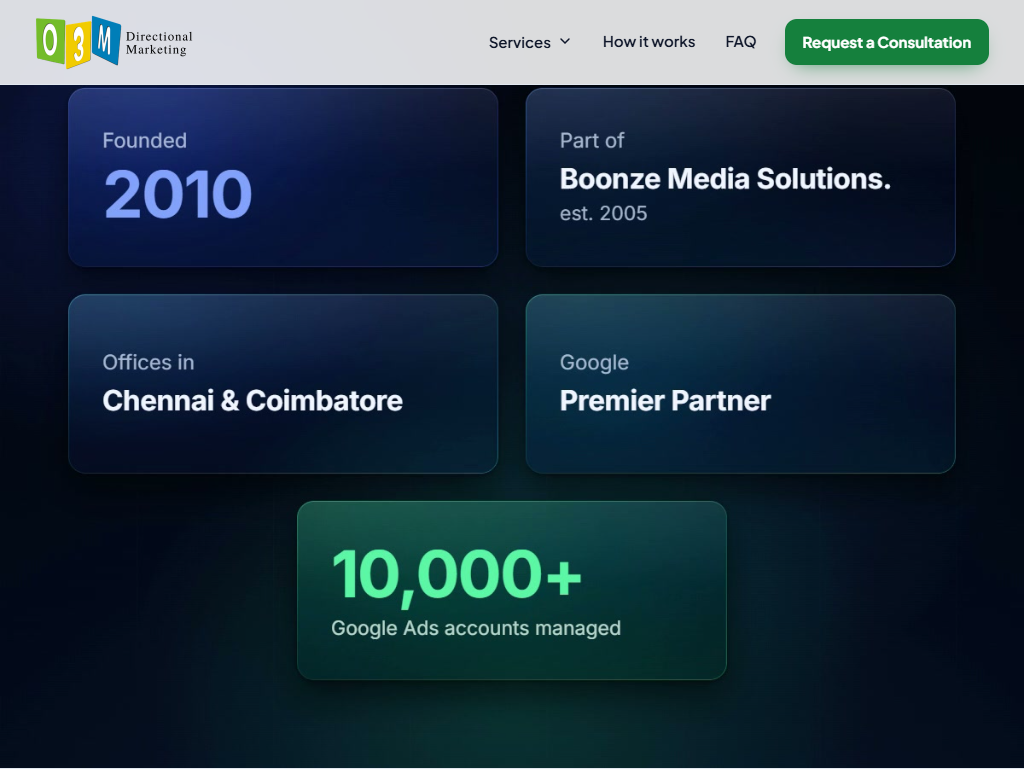 O3M
Directional
Marketing
Services
How it works
FAQ
Request a Consultation
Founded
2010
Part of
Boonze Media Solutions.
est. 2005
Offices in
Chennai & Coimbatore
Google
Premier Partner
10,000+
Google Ads accounts managed